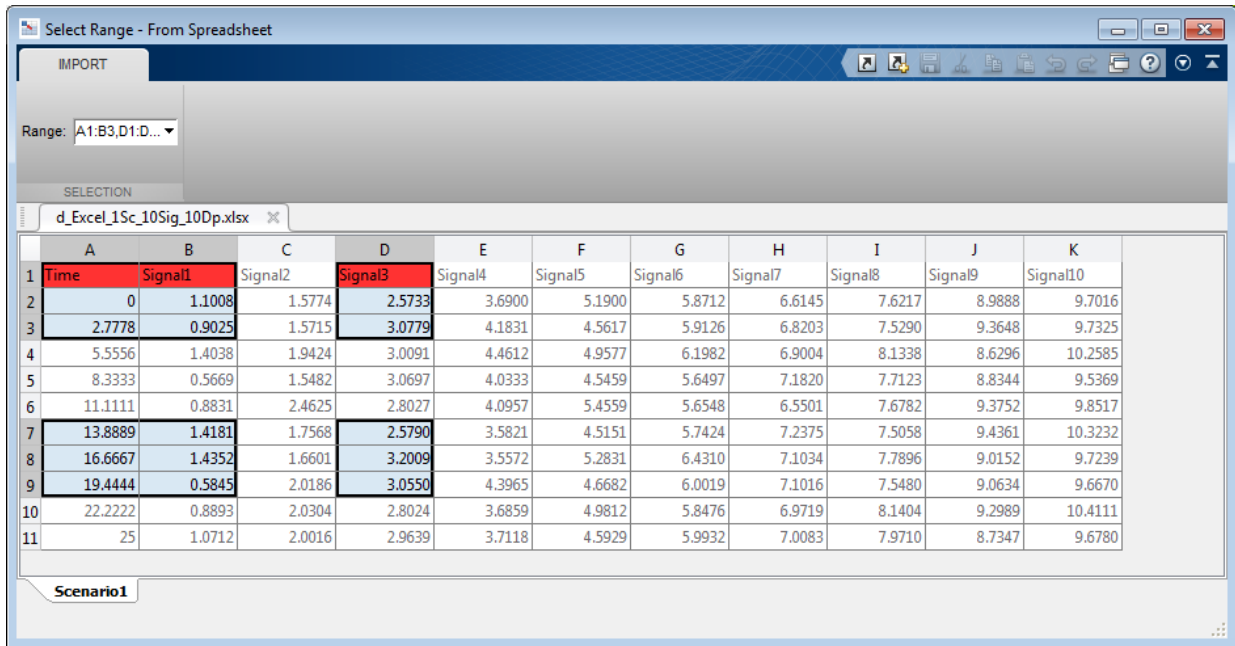 Select Range - From Spreadsheet
IMPORT
Range: A1:B3,D1:D...
SELECTION
d_Excel_1Sc_10Sig_10Dp.xlsx
A B C D E F G H I J K
1 Time Signal1 Signal2 Signal3 Signal4 Signal5 Signal6 Signal7 Signal8 Signal9 Signal10
2 0 1.1008 1.5774 2.5733 3.6900 5.1900 5.8712 6.6145 7.6217 8.9888 9.7016
3 2.7778 0.9025 1.5715 3.0779 4.1831 4.5617 5.9126 6.8203 7.5290 9.3648 9.7325
4 5.5556 1.4038 1.9424 3.0091 4.4612 4.9577 6.1982 6.9004 8.1338 8.6296 10.2585
5 8.3333 0.5669 1.5482 3.0697 4.0333 4.5459 5.6497 7.1820 7.7123 8.8344 9.5369
6 11.1111 0.8831 2.4625 2.8027 4.0957 5.4559 5.6548 6.5501 7.6782 9.3752 9.8517
7 13.8889 1.4181 1.7568 2.5790 3.5821 4.5151 5.7424 7.2375 7.5058 9.4361 10.3232
8 16.6667 1.4352 1.6601 3.2009 3.5572 5.2831 6.4310 7.1034 7.7896 9.0152 9.7239
9 19.4444 0.5845 2.0186 3.0550 4.3965 4.6682 6.0019 7.1016 7.5480 9.0634 9.6670
10 22.2222 0.8893 2.0304 2.8024 3.6859 4.9812 5.8476 6.9719 8.1404 9.2989 10.4111
11 25 1.0712 2.0016 2.9639 3.7118 4.5929 5.9932 7.0083 7.9710 8.7347 9.6780
Scenario1